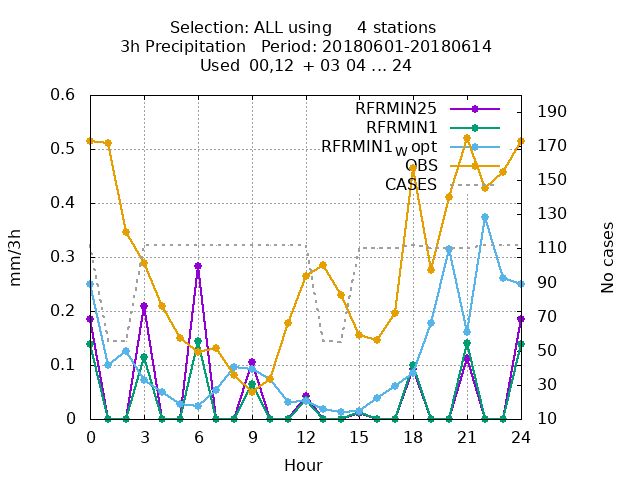 Selection: ALL using     4 stations
3h Precipitation   Period: 20180601-20180614
Used  00,12  + 03 04 ... 24
0.6
0.5
0.4
0.3
0.2
0.1
0
mm/3h
RFRMIN25
RFRMIN1
RFRMIN1_W opt
OBS
CASES
190
170
150
130
110
90
70
50
30
10
No cases
0 3 6 9 12 15 18 21 24
Hour